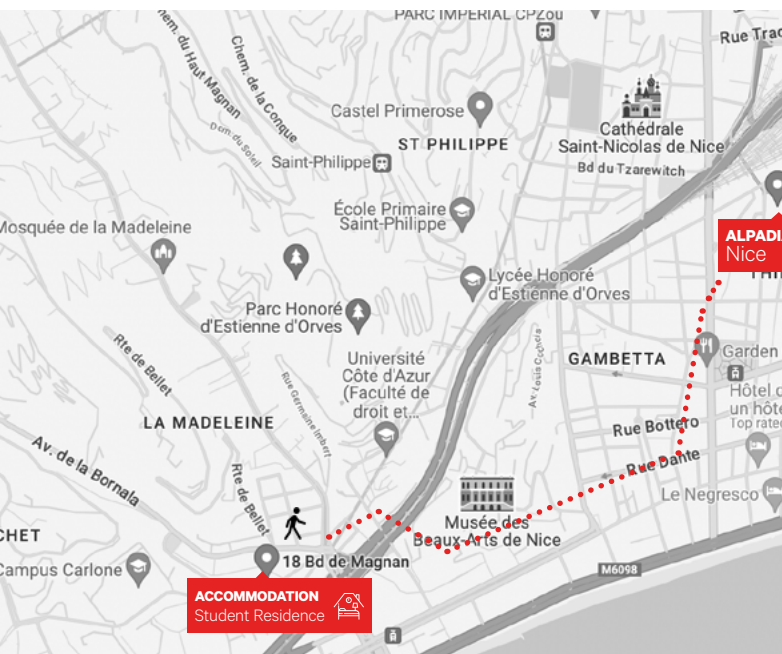 PARC IMPERIAL CPZou
Rue Trac
Chem. du Haut Magnan
Chem. de la Conque
Dom. du Soleil
Castel Primerose
Cathédrale
Saint-Nicolas de Nice
ST PHILIPPE
Saint-Philippe
Bd du Tzarewitch
École Primaire
Saint-Philippe
Mosquée de la Madeleine
ALPADI
Nice
Lycée Honoré
d'Estienne d'Orves
Parc Honoré
d'Estienne d'Orves
Rte de Bellet
Université
Côte d'Azur
(Faculté de
droit et...
GAMBETTA
Garden
Rue Germaine Imbert
Hôtel d
un hôte
Top rated
LA MADELEINE
Rue Bottero
Av. de la Bornala
Rte de Bellet
Rue Dante
Le Negresco
Musée des
Beaux-Arts de Nice
CHET
18 Bd de Magnan
Campus Carlone
M6098
ACCOMMODATION
Student Residence